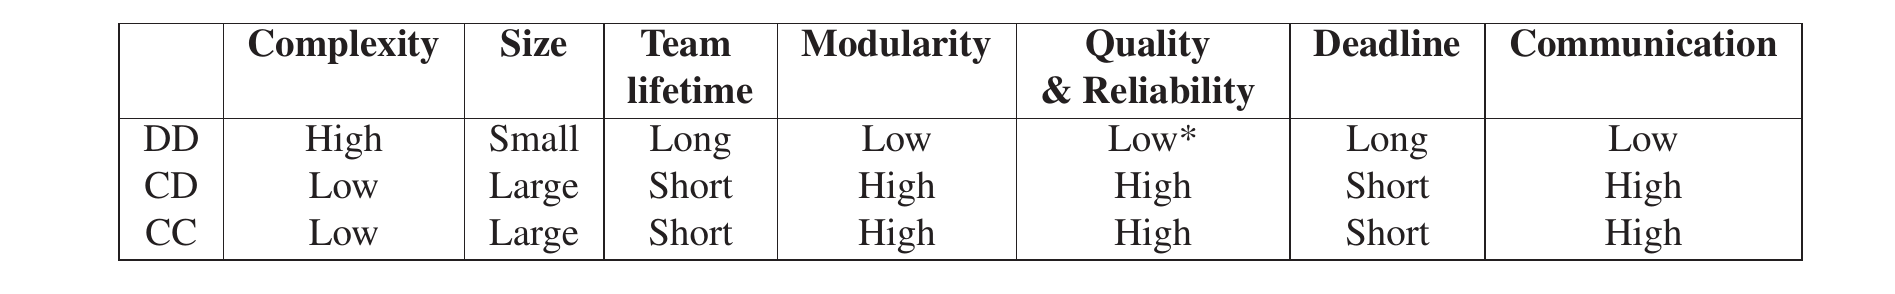 Complexity Size Team Modularity Quality Deadline Communication
lifetime & Reliability
DD High Small Long Low Low* Long Low
CD Low Large Short High High Short High
CC Low Large Short High High Short High